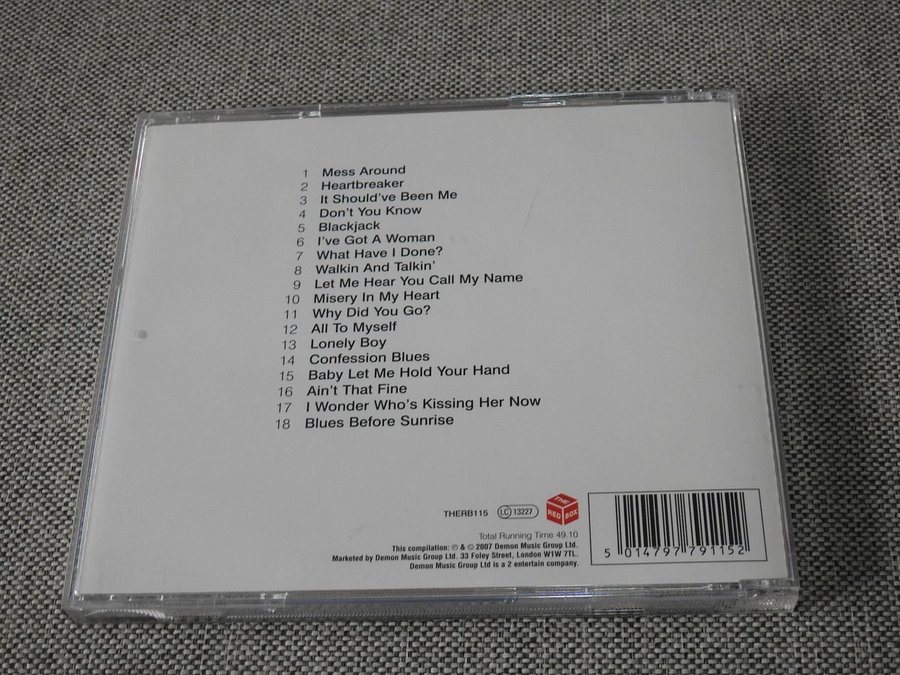 1 Mess Around
2 Heartbreaker
3 It Should've Been Me
4 Don't You Know
5 Blackjack
6 I've Got A Woman
7 What Have I Done?
8 Walkin And Talkin'
9 Let Me Hear You Call My Name
10 Misery In My Heart
11 Why Did You Go?
12 All To Myself
13 Lonely Boy
14 Confession Blues
15 Baby Let Me Hold Your Hand
16 Ain't That Fine
17 I Wonder Who's Kissing Her Now
18 Blues Before Sunrise
THERB115 LC 13227 THE RED BOX
Total Running Time 49.10
This compilation: ℗ & © 2007 Demon Music Group Ltd.
Marketed by Demon Music Group Ltd. 33 Foley Street, London W1W 7TL.
Demon Music Group Ltd is a 2 entertain company.
5 014797 791152